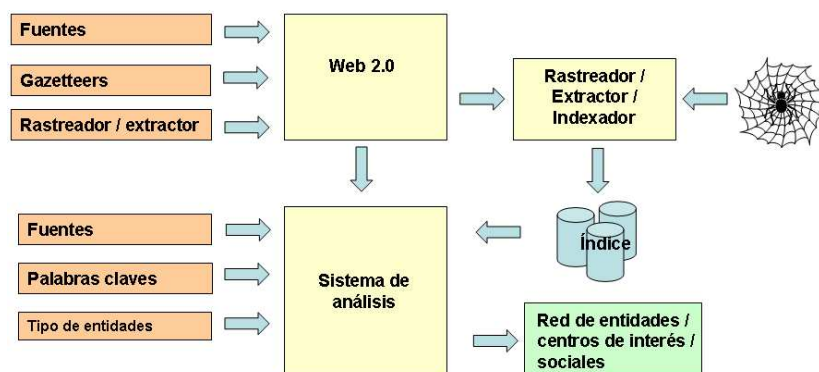 Fuentes
Gazetteers
Rastreador / extractor
Web 2.0
Rastreador /
Extractor /
Indexador
Fuentes
Palabras claves
Tipo de entidades
Sistema de
análisis
Índice
Red de entidades /
centros de interés /
sociales